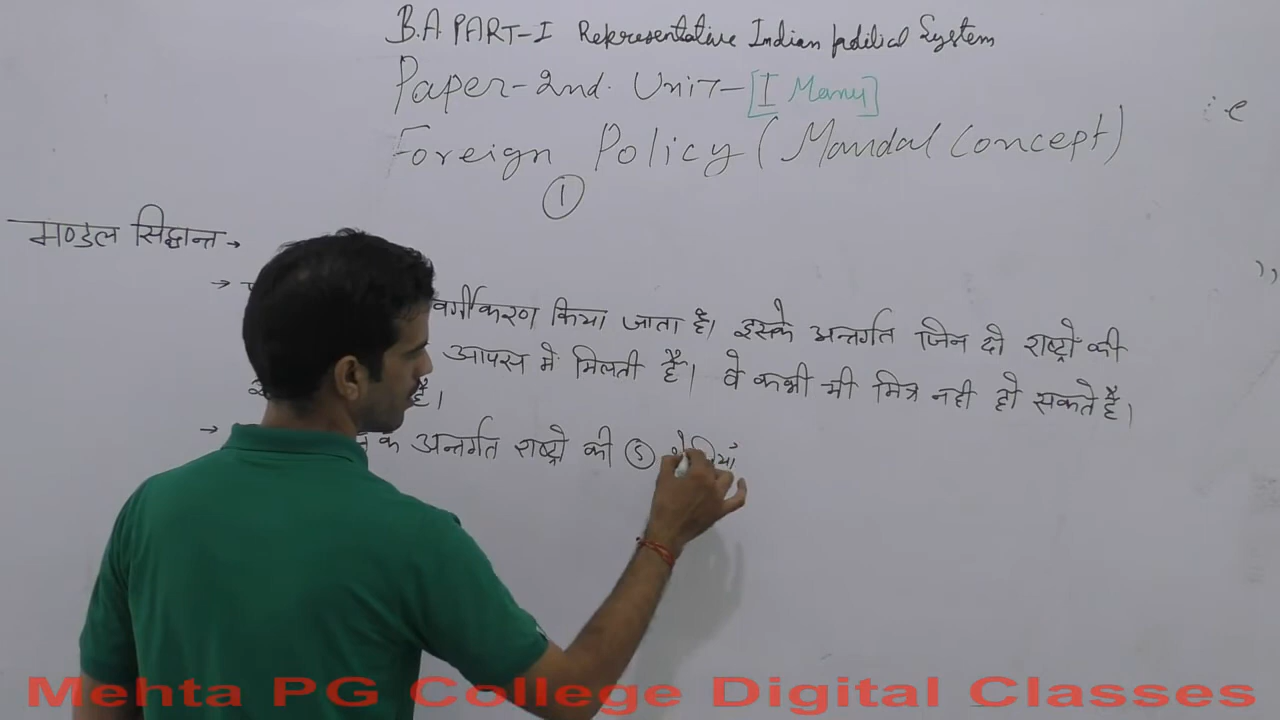 B.A PART-I Representative Indian political System
Paper-2nd. Unit-[I Manu]
Foreign Policy (Mandal Concept)
1
मण्डल सिद्धान्त →
→ वर्गीकरण किया जाता है। इसके अन्तर्गत जिन दो राष्ट्रो की
आपस मे मिलती है। वे कभी भी मित्र नही हो सकते है।
है।
→ के अन्तर्गत राष्ट्रो की 5
Mehta PG College Digital Classes